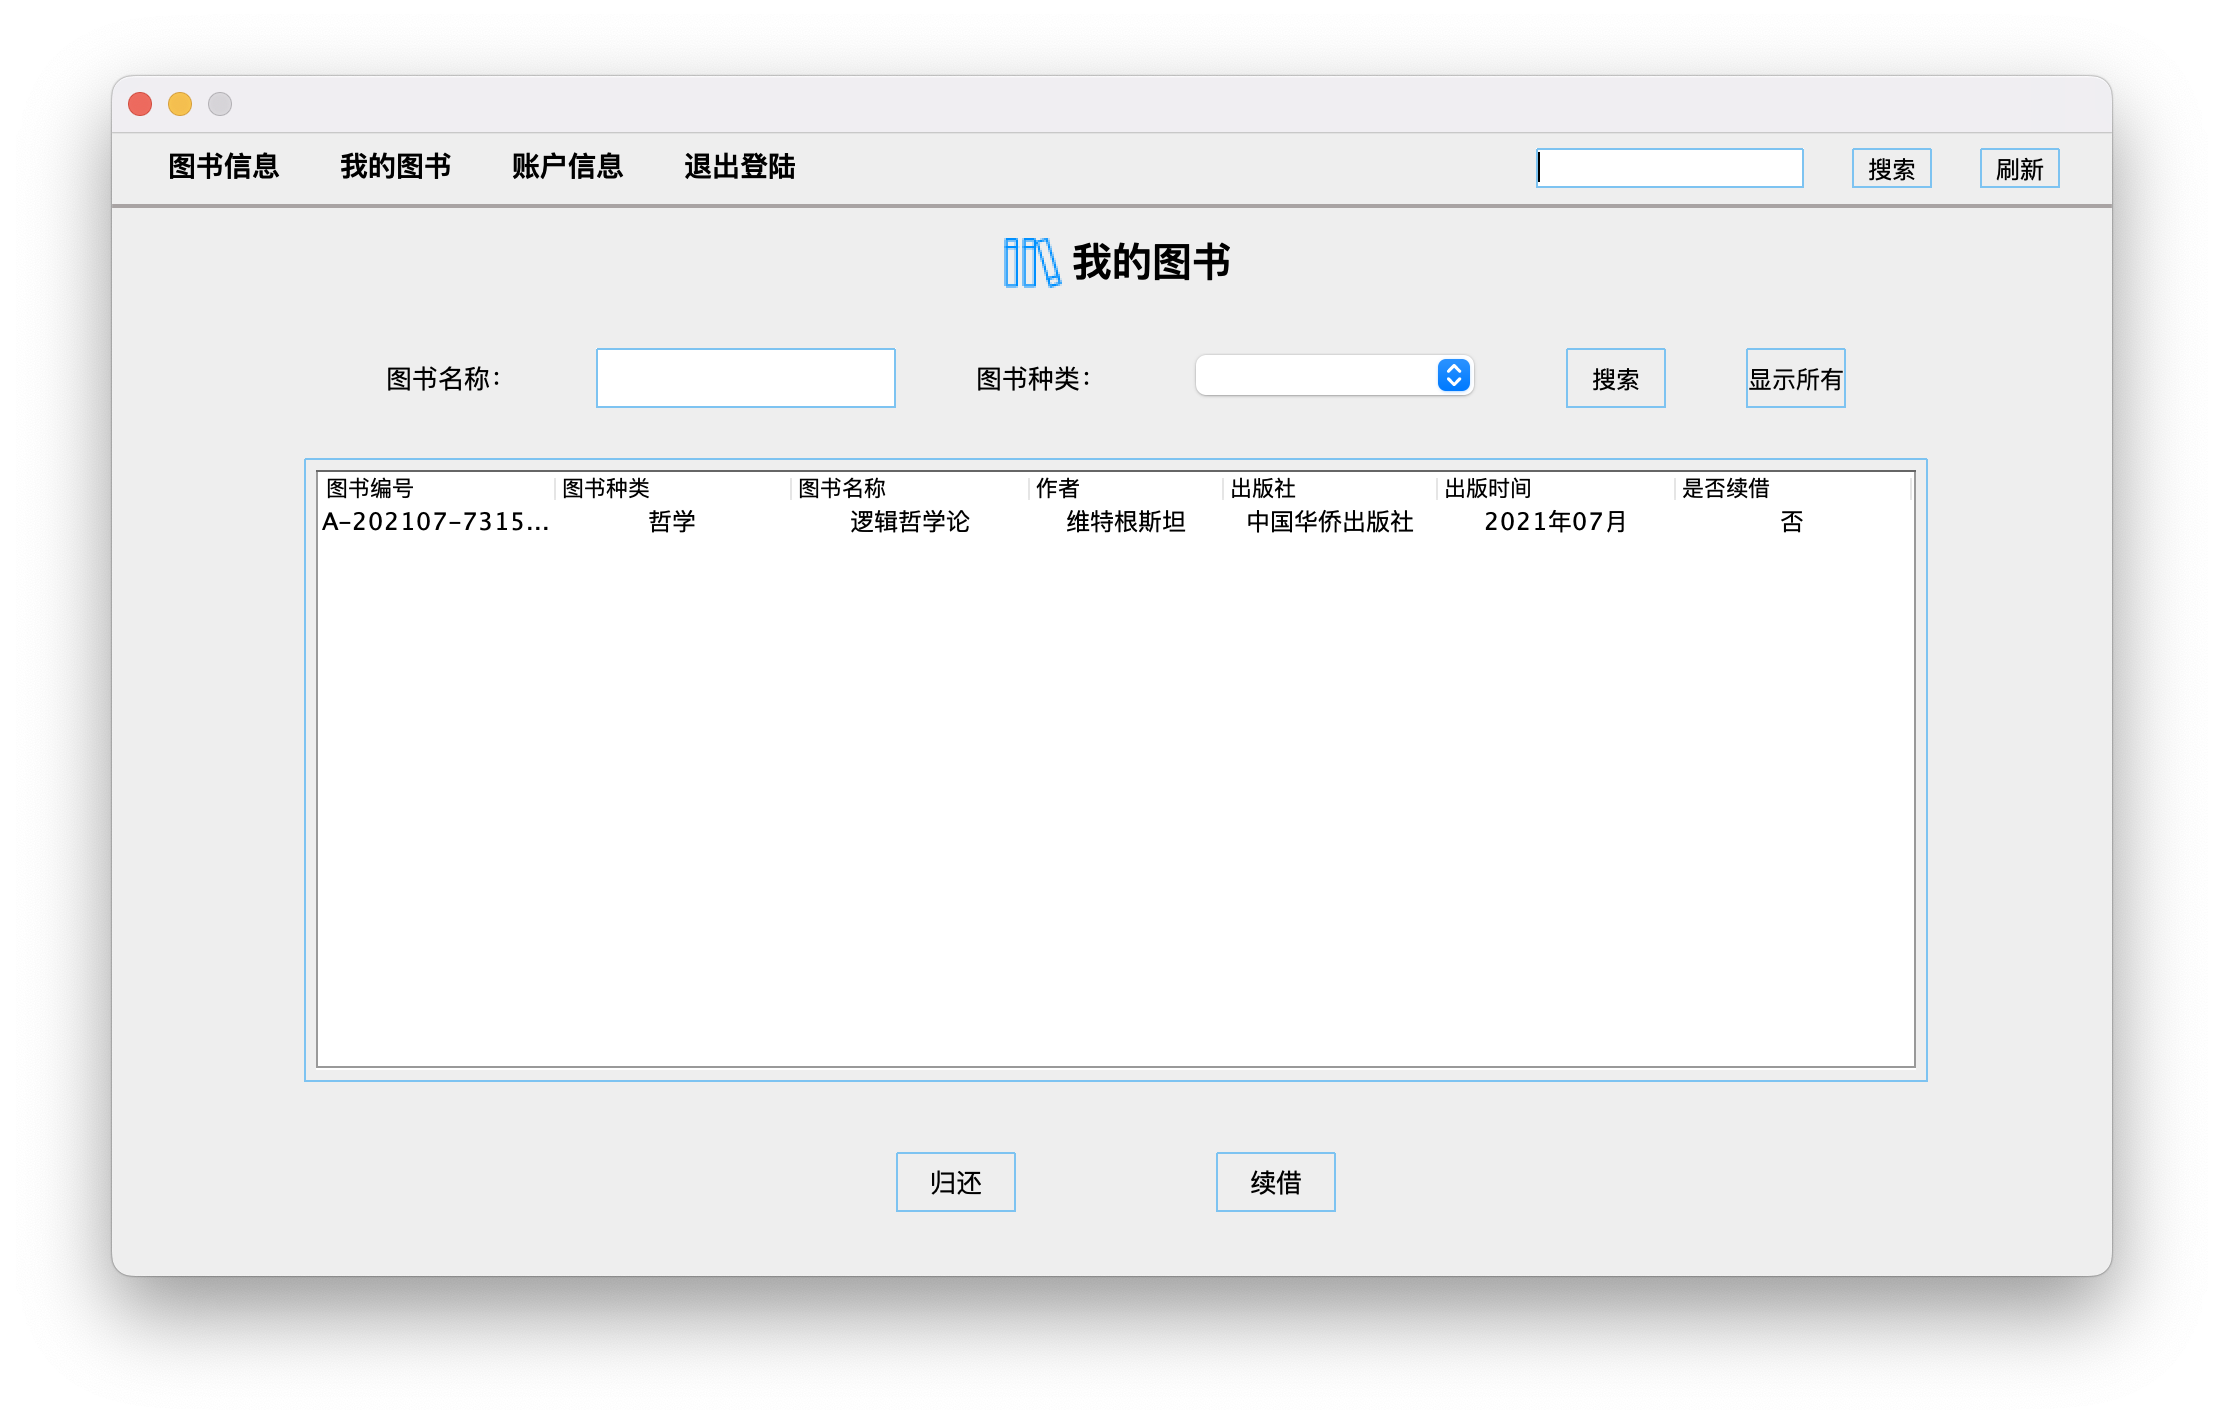 图书信息 我的图书 账户信息 退出登陆 搜索 刷新
我的图书
图书名称： 图书种类： 搜索 显示所有
图书编号 图书种类 图书名称 作者 出版社 出版时间 是否续借
A-202107-7315... 哲学 逻辑哲学论 维特根斯坦 中国华侨出版社 2021年07月 否
归还 续借